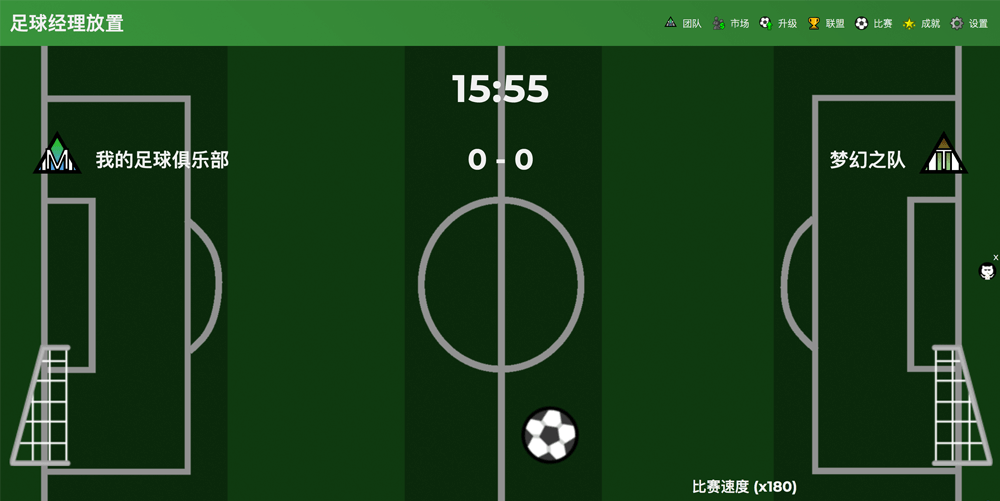 足球经理放置
团队 市场 升级 联盟 比赛 成就 设置
15:55
M 我的足球俱乐部
0 - 0
梦幻之队 T
x
比赛速度 (x180)